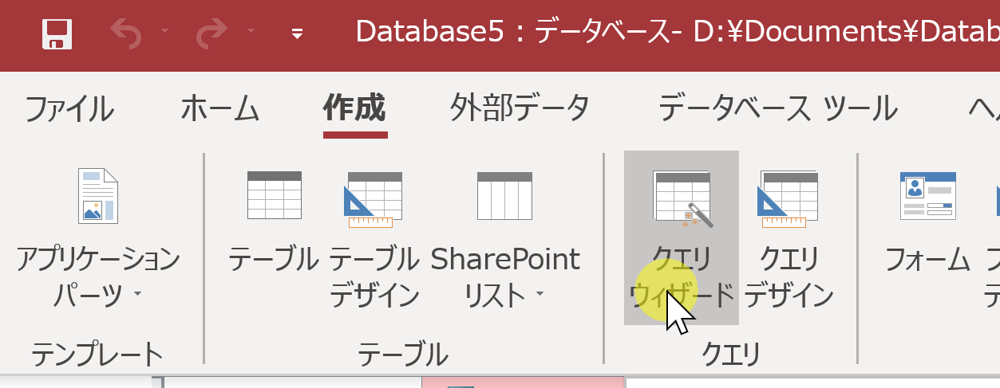 Database5 : データベース- D:¥Documents¥Datab
ファイル ホーム 作成 外部データ データベース ツール
アプリケーション
パーツ
テーブル
テーブル
デザイン
SharePoint
リスト
クエリ
ウィザード
クエリ
デザイン
フォーム
テンプレート テーブル クエリ